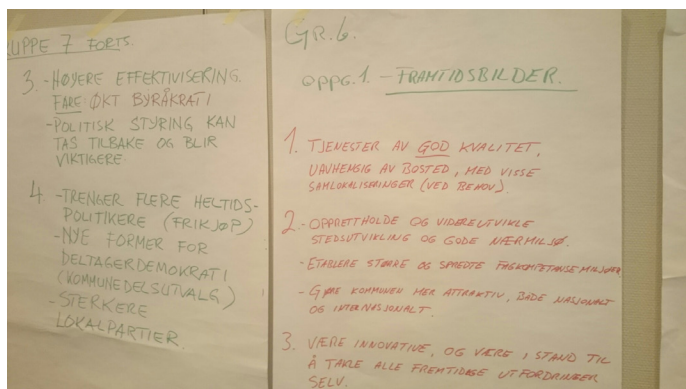 UPPE 7 FORTS.
3 - HØYERE EFFEKTIVISERING.
FARE ØKT BYRÅKRATI
- POLITISK STYRING KAN
TAS TILBAKE OG BLIR
VIKTIGERE
4 - TRENGER FLERE HELTIDS-
POLITIKERE (FRIKJØP)
- NYE FORMER FOR
DELTAGERDEMOKRATI
(KOMMUNEDELSUTVALG)
- STERKERE
LOKALPARTIER.
GR.6.
OPPG.1. - FRAMTIDSBILDER.
1. TJENESTER AV GOD KVALITET,
UAVHENGIG AV BOSTED, MED VISSE
SAMLOKALISERINGER (VED BEHOV).
2. - OPPRETTHOLDE OG VIDEREUTVIKLE
STEDSUTVIKLING OG GODE NÆRMILJØ.
- ETABLERE STØRRE OG SPREDTE FAGKOMPETANSEMILJØER
- GJØRE KOMMUNEN MER ATTRAKTIV, BÅDE NASJONALT
OG INTERNASJONALT.
3. VÆRE INNOVATIVE, OG VÆRE I STAND TIL
Å TAKLE ALLE FREMTIDIGE UTFORDRINGER
SELV.